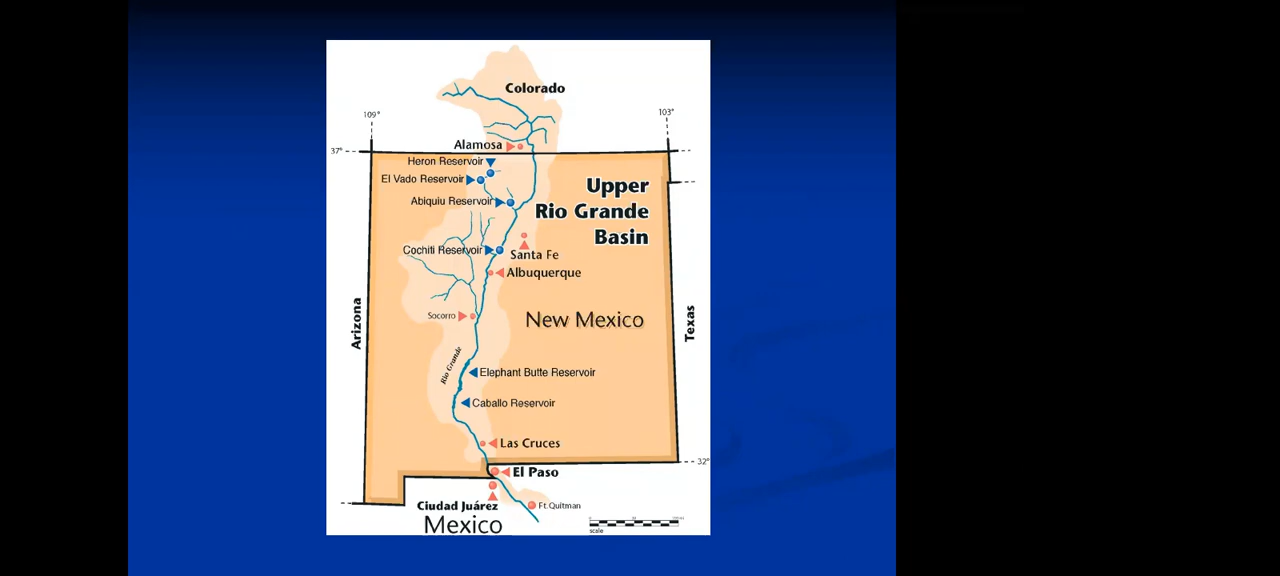 Colorado
109°
103°
37°
Alamosa
Heron Reservoir
El Vado Reservoir
Abiquiu Reservoir
Upper
Rio Grande
Basin
Cochiti Reservoir
Santa Fe
Albuquerque
Arizona
Socorro
New Mexico
Texas
Rio Grande
Elephant Butte Reservoir
Caballo Reservoir
Las Cruces
32°
El Paso
Ciudad Juárez
Ft.Quitman
Mexico
scale